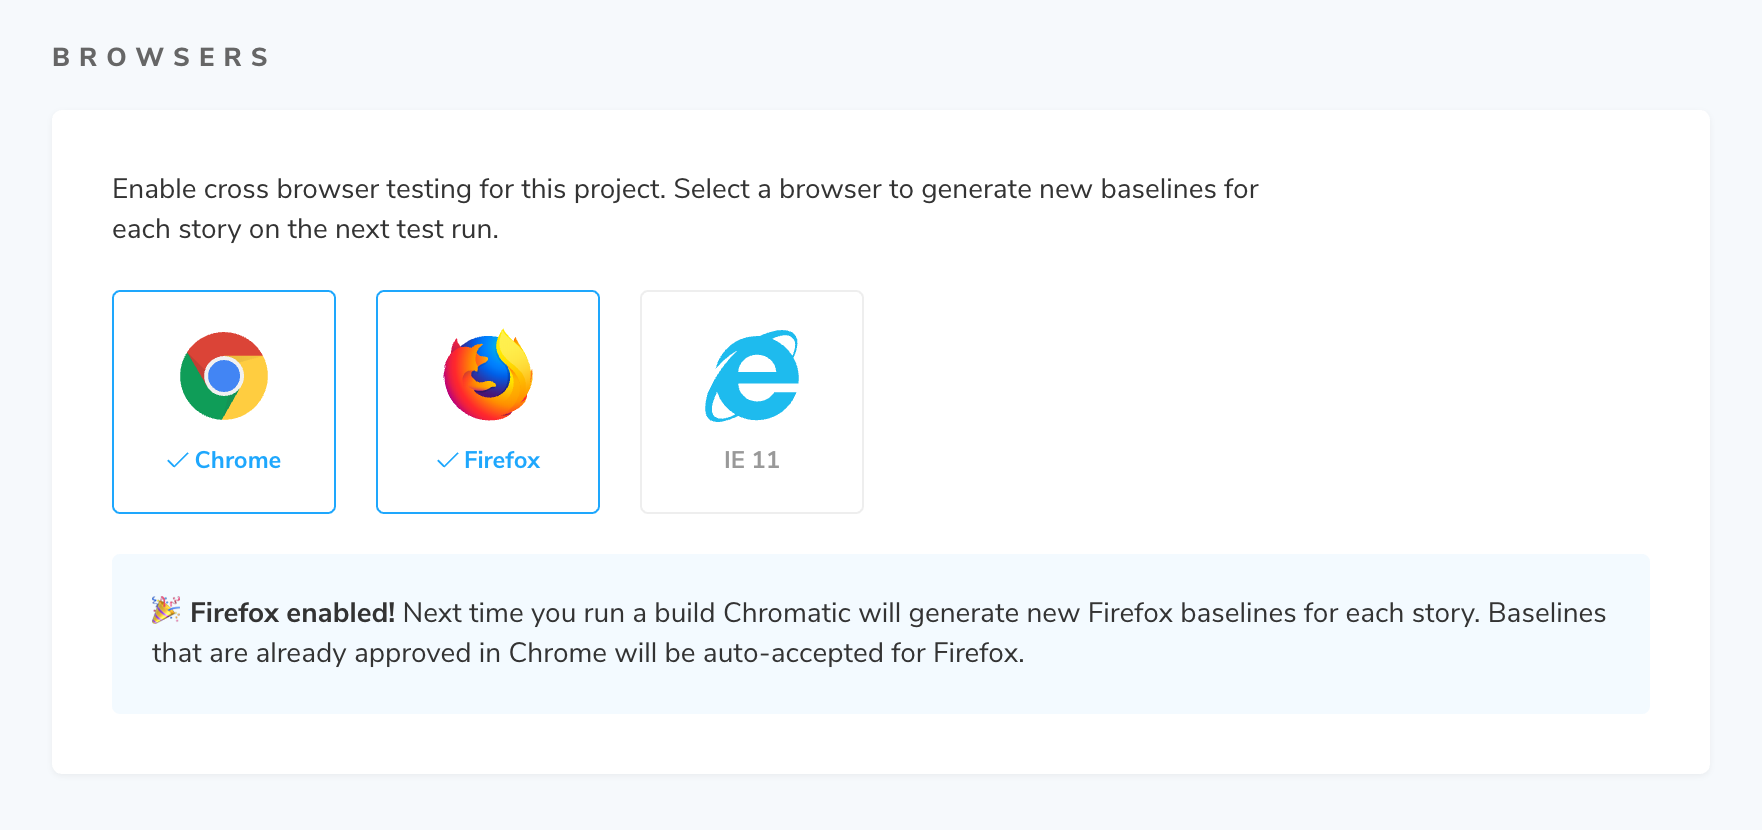 BROWSERS
Enable cross browser testing for this project. Select a browser to generate new baselines for
each story on the next test run.
Chrome
Firefox
IE 11
🎉 Firefox enabled! Next time you run a build Chromatic will generate new Firefox baselines for each story. Baselines
that are already approved in Chrome will be auto-accepted for Firefox.